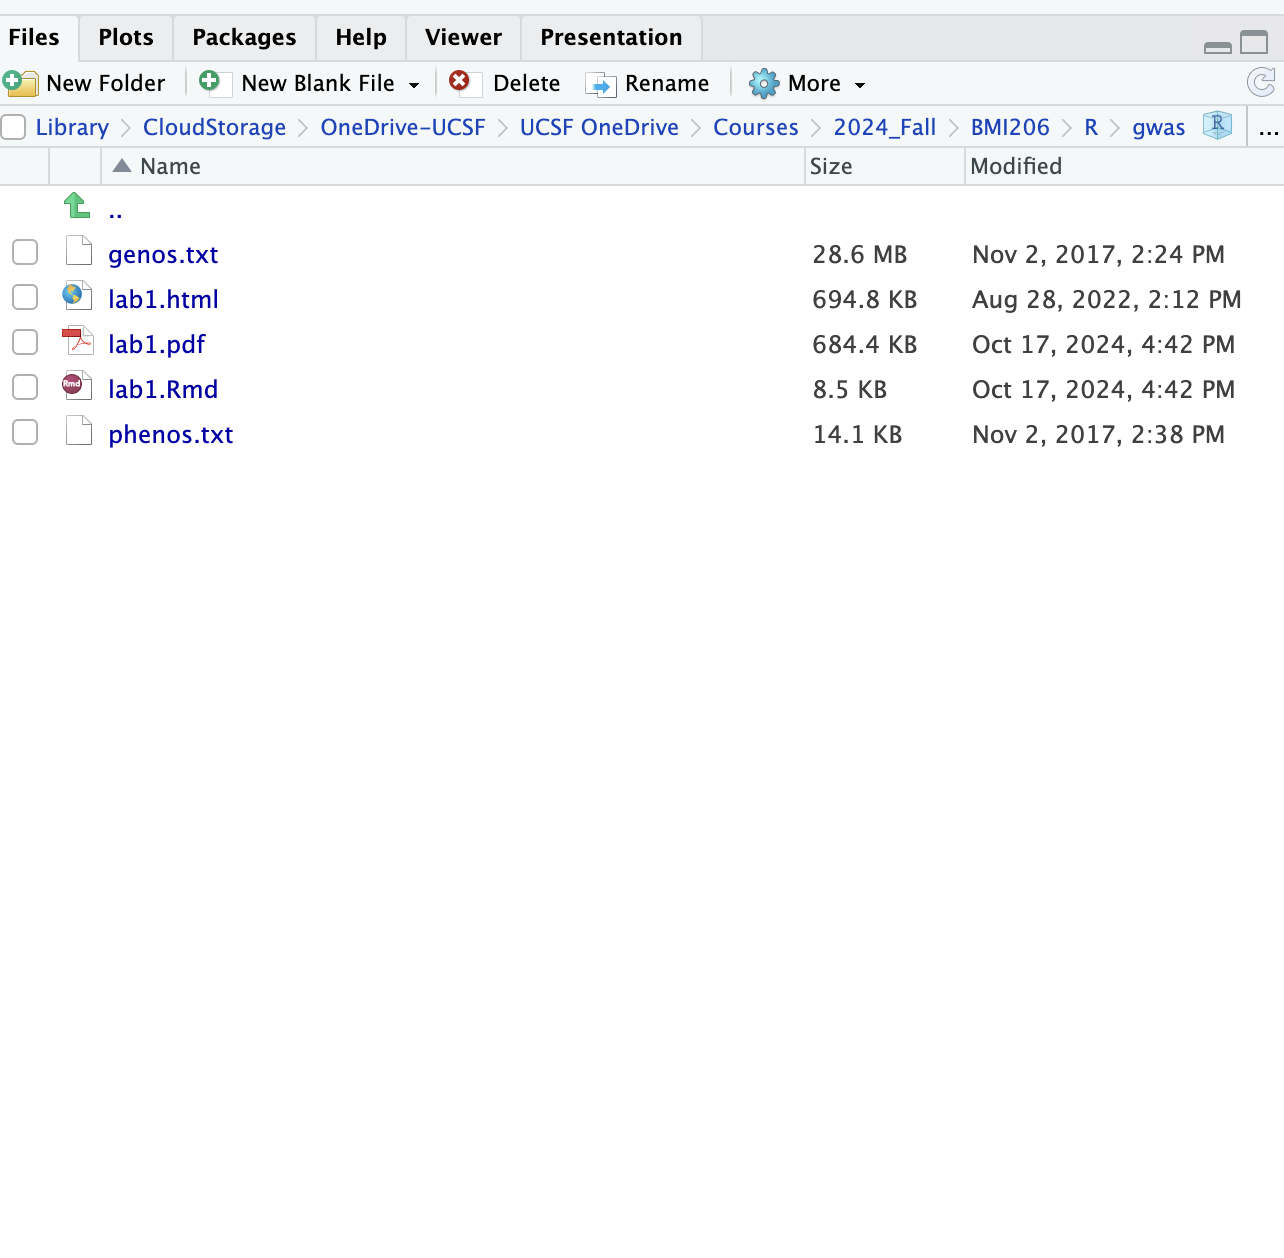 Files Plots Packages Help Viewer Presentation
New Folder New Blank File Delete Rename More
Library CloudStorage OneDrive-UCSF UCSF OneDrive Courses 2024_Fall BMI206 R gwas R ...
Name Size Modified
..
genos.txt 28.6 MB Nov 2, 2017, 2:24 PM
lab1.html 694.8 KB Aug 28, 2022, 2:12 PM
lab1.pdf 684.4 KB Oct 17, 2024, 4:42 PM
Rmd lab1.Rmd 8.5 KB Oct 17, 2024, 4:42 PM
phenos.txt 14.1 KB Nov 2, 2017, 2:38 PM